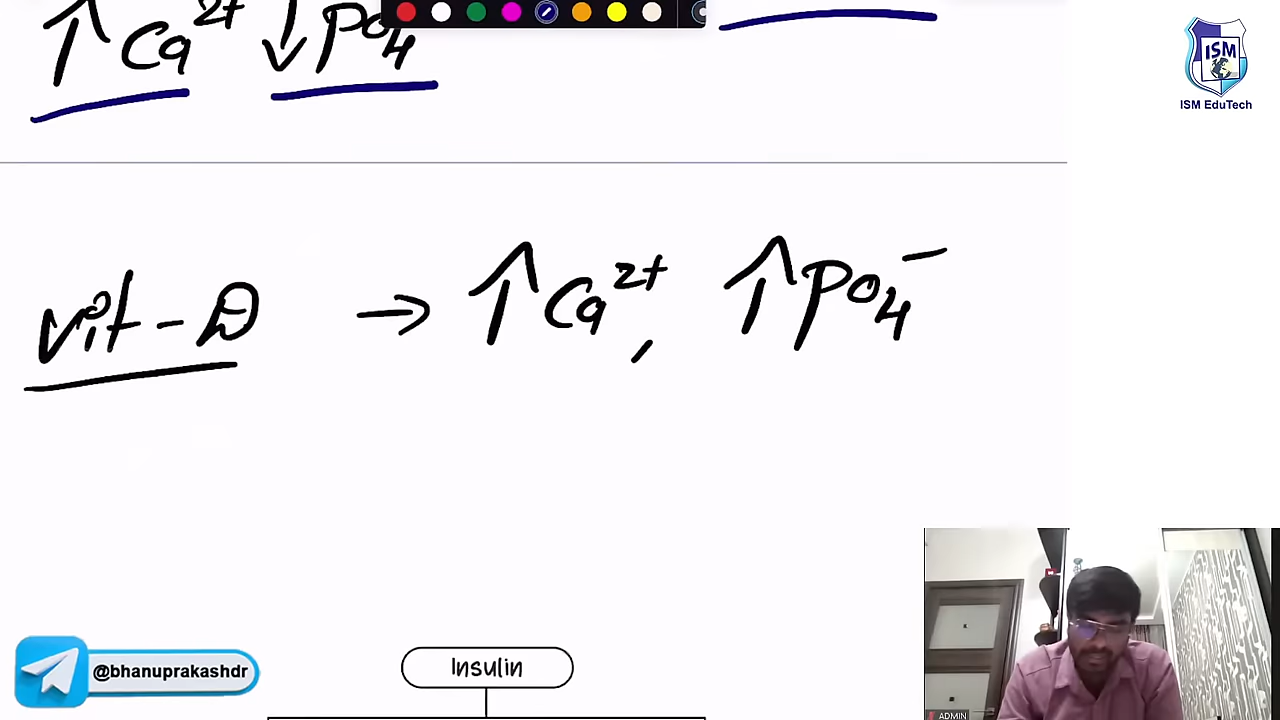 ↑Ca²⁺ ↓PO₄
ISM
ISM EduTech
vit-D → ↑Ca²⁺, ↑PO₄⁻
@bhanuprakashdr
Insulin
ADMIN